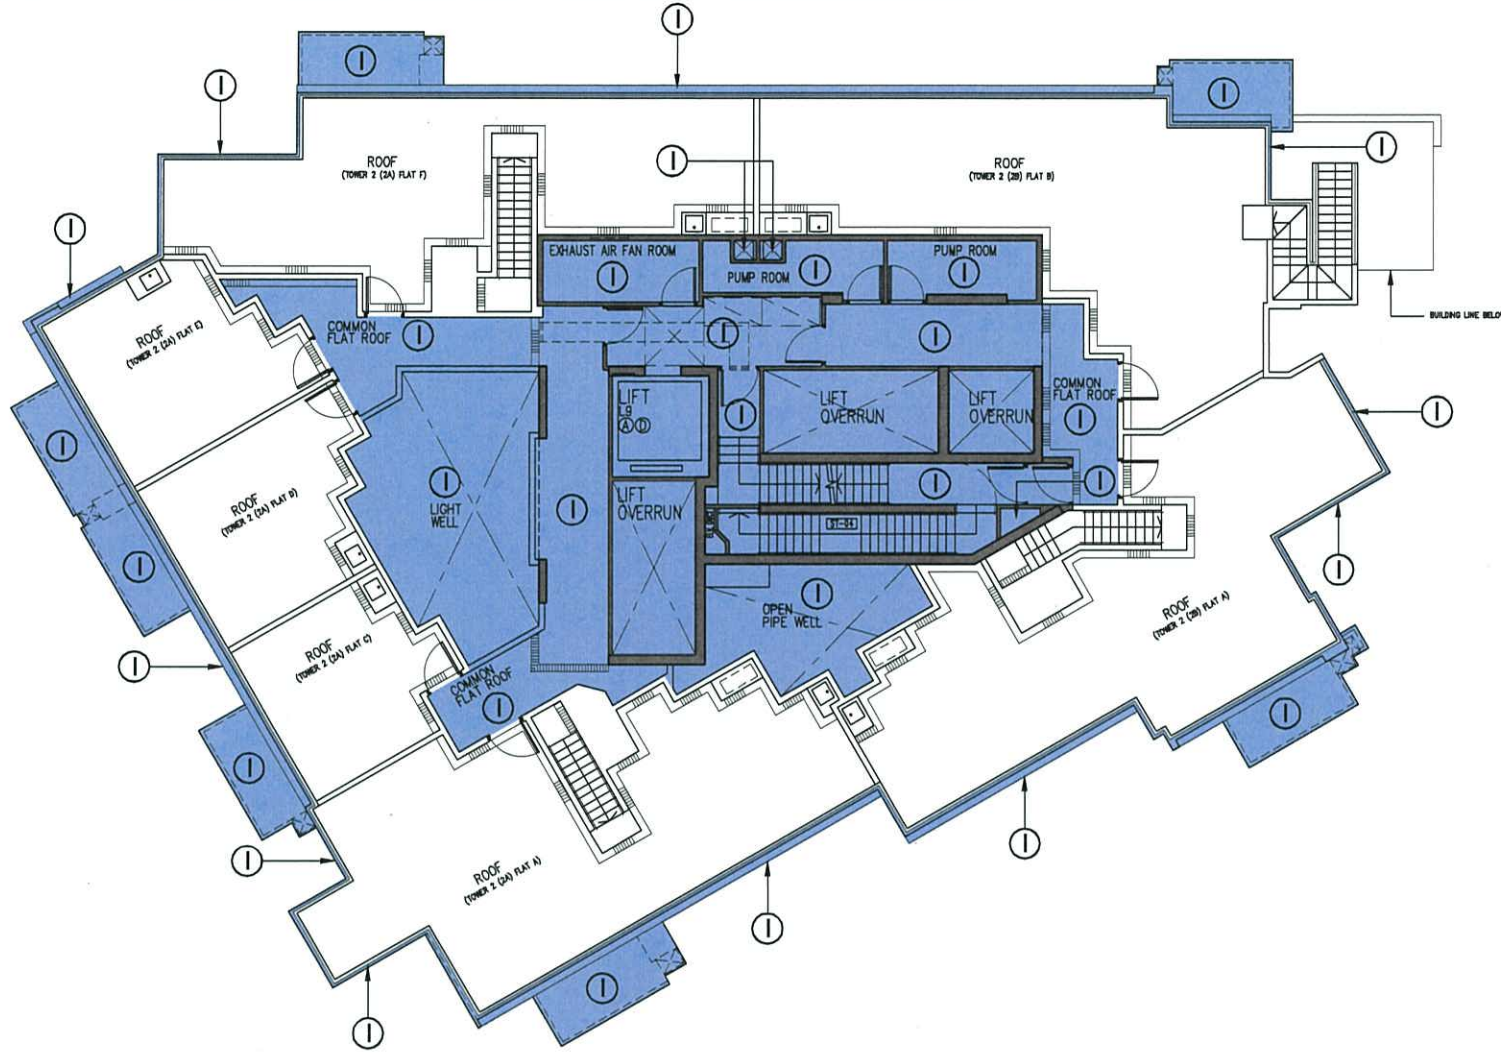 I
I
I
I
I
I
I
ROOF
(TOWER 2 (2A) FLAT F)
ROOF
(TOWER 2 (2B) FLAT B)
I
EXHAUST AIR FAN ROOM
I
PUMP ROOM
I
PUMP ROOM
I
BUILDING LINE BELOW
COMMON
FLAT ROOF
I
I
I
ROOF
(TOWER 2 (2A) FLAT E)
LIFT
L9
A D
I
LIFT
OVERRUN
LIFT
OVERRUN
COMMON
FLAT ROOF
I
I
I
I
LIGHT
WELL
I
LIFT
OVERRUN
I
I
I
ST-04
ROOF
(TOWER 2 (2A) FLAT D)
I
I
OPEN
PIPE WELL
I
ROOF
(TOWER 2 (2B) FLAT A)
ROOF
(TOWER 2 (2A) FLAT C)
I
COMMON
FLAT ROOF
I
I
I
I
I
ROOF
(TOWER 2 (2A) FLAT A)
I
I
I